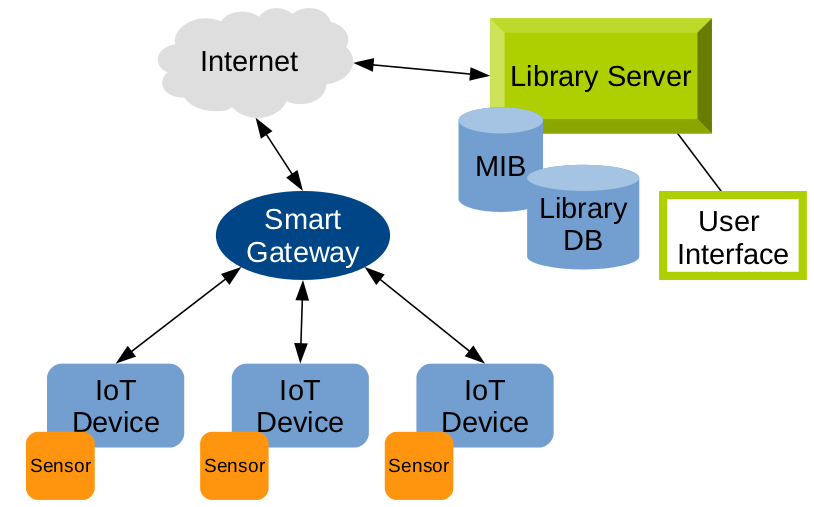 Internet
Library Server
MIB
Library
DB
User
Interface
Smart
Gateway
IoT
Device
Sensor
IoT
Device
Sensor
IoT
Device
Sensor